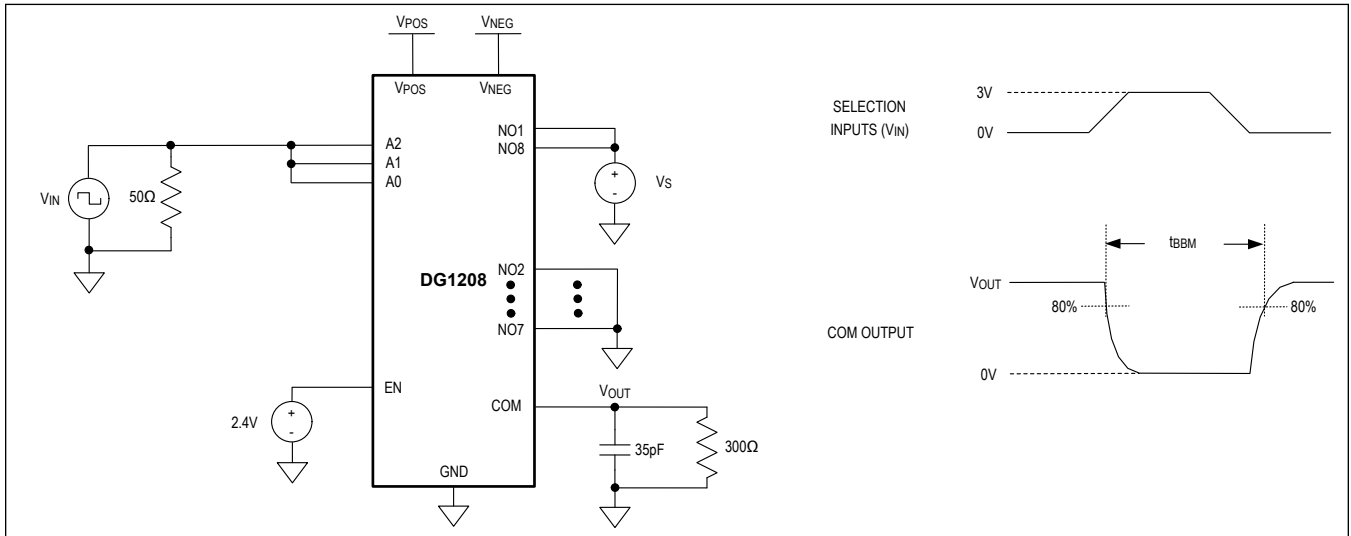 VPOS VNEG
VPOS VNEG
A2
A1
A0
NO1
NO8
VIN
50Ω
VS
DG1208
NO2
NO7
EN
2.4V
COM
VOUT
35pF
300Ω
GND
+
-
+
-
SELECTION
INPUTS (VIN)
3V
0V
tBBM
VOUT
80%
80%
COM OUTPUT
0V